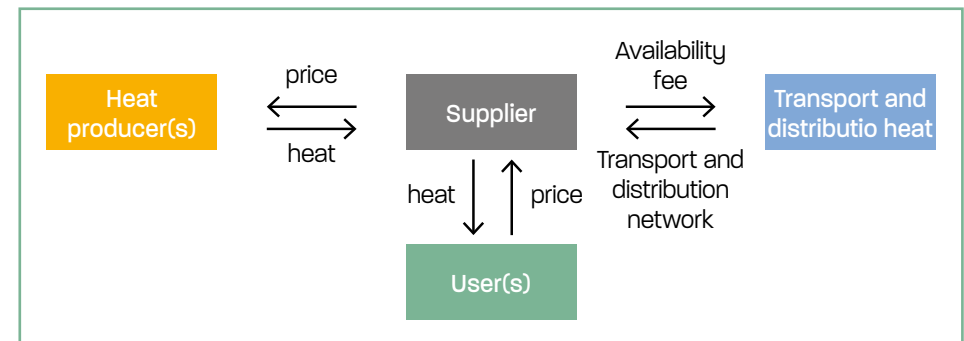 Heat
producer(s)
price
heat
Supplier
Availability
fee
Transport and
distribution
network
Transport and
distributio heat
heat
price
User(s)